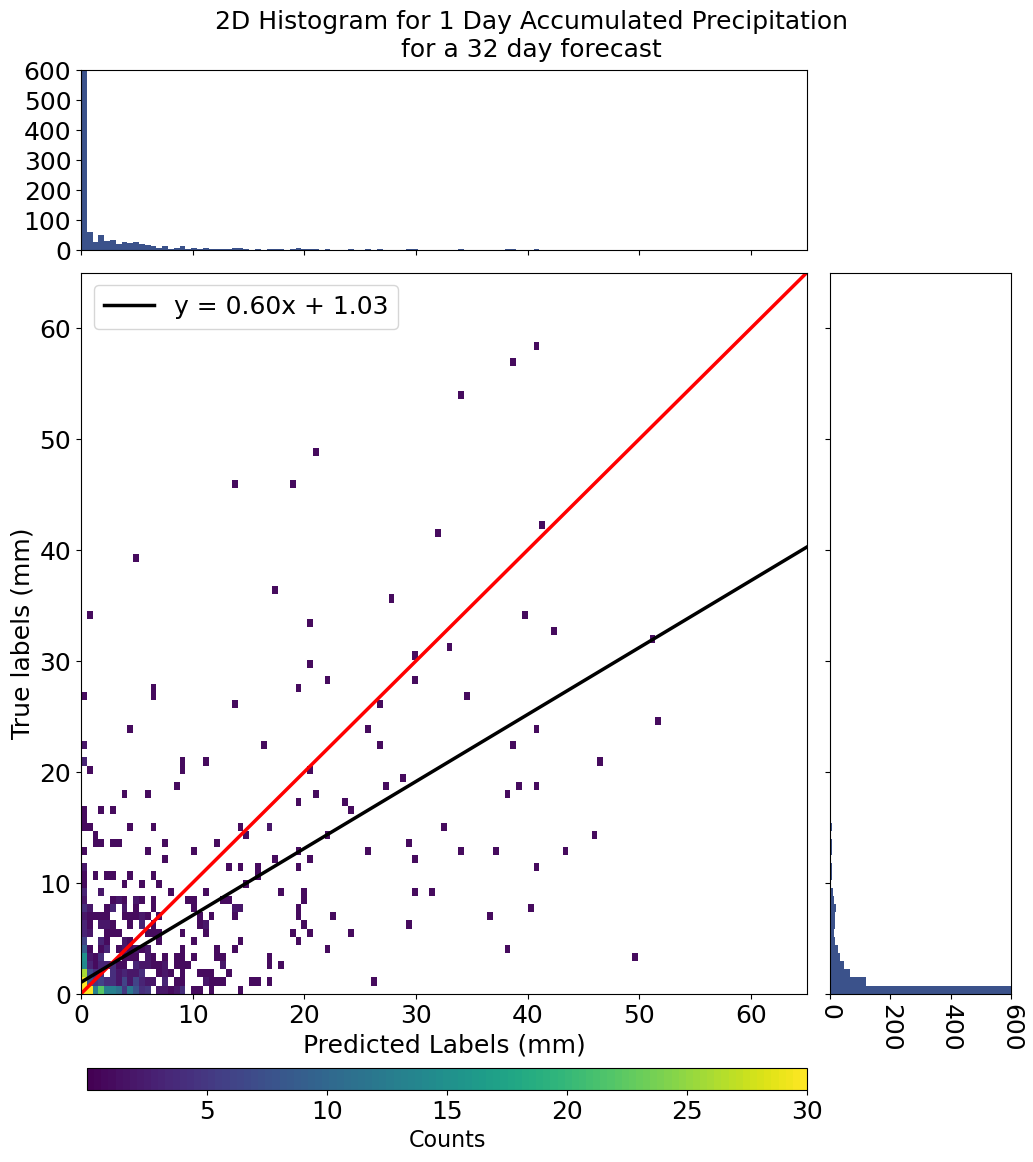 2D Histogram for 1 Day Accumulated Precipitation
for a 32 day forecast
600
500
400
300
200
100
0
y = 0.60x + 1.03
True labels (mm)
60
50
40
30
20
10
0
0 10 20 30 40 50 60
Predicted Labels (mm)
0 200 400 600
5 10 15 20 25 30
Counts